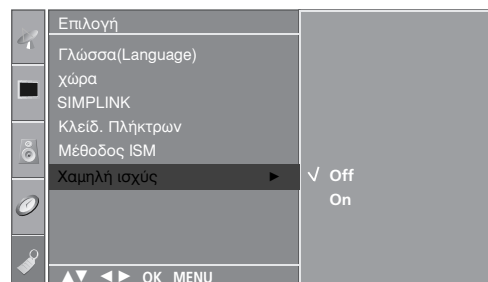 Επιλογή
Γλώσσα(Language)
χώρα
SIMPLINK
Κλείδ. Πλήκτρων
Μέθοδος ISM
Χαμηλή ισχύς ► √ Off
On
▲▼ ◄► OK MENU